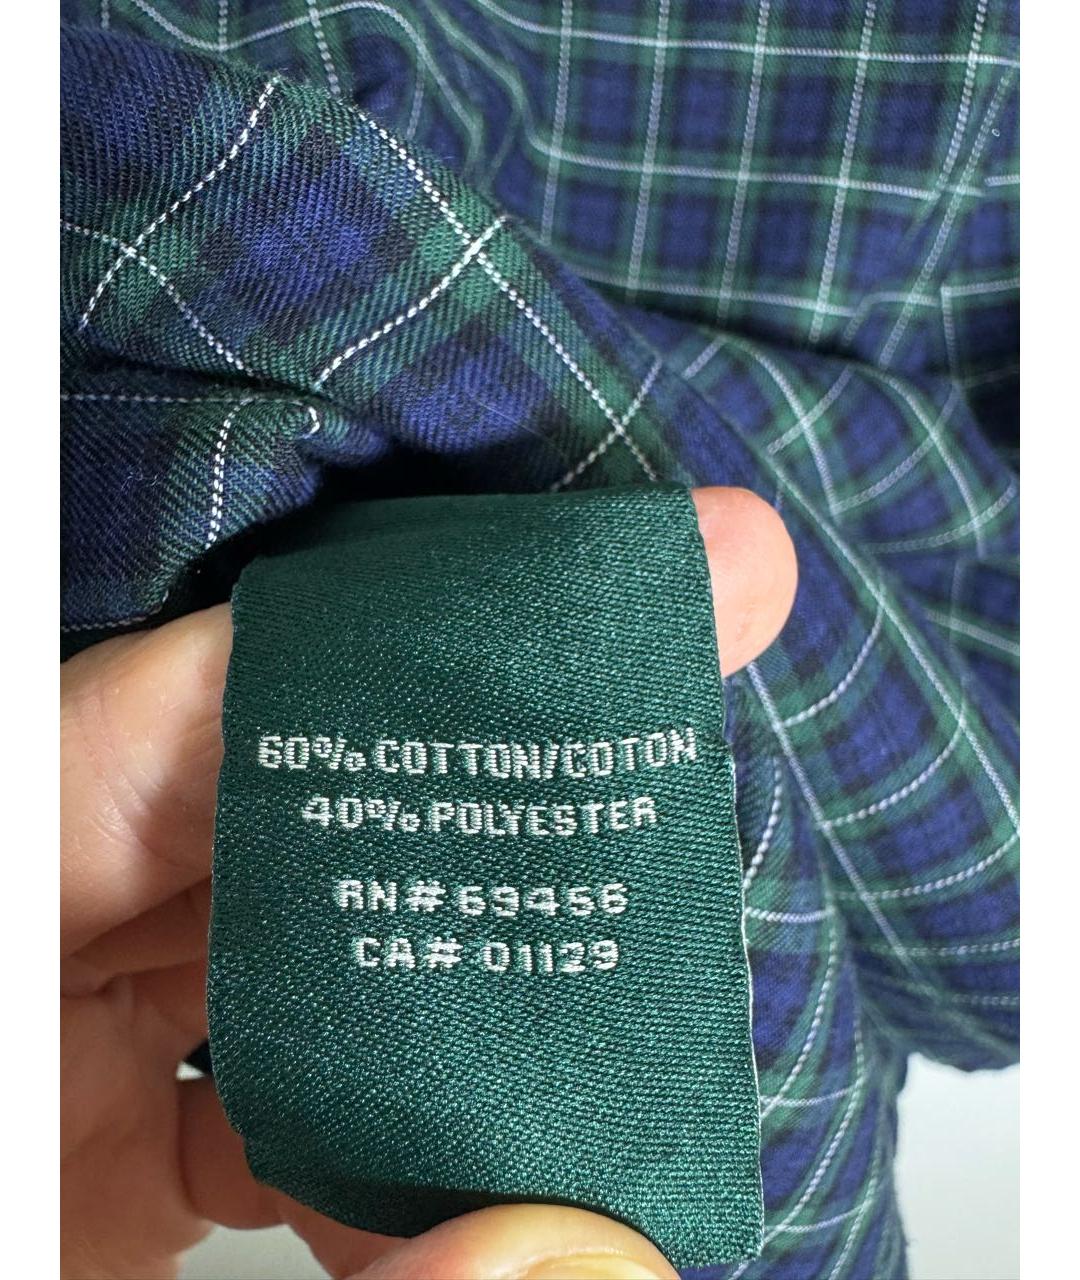 60% COTTON/COTON
40% POLYESTER
RN# 69456
CA# 01129